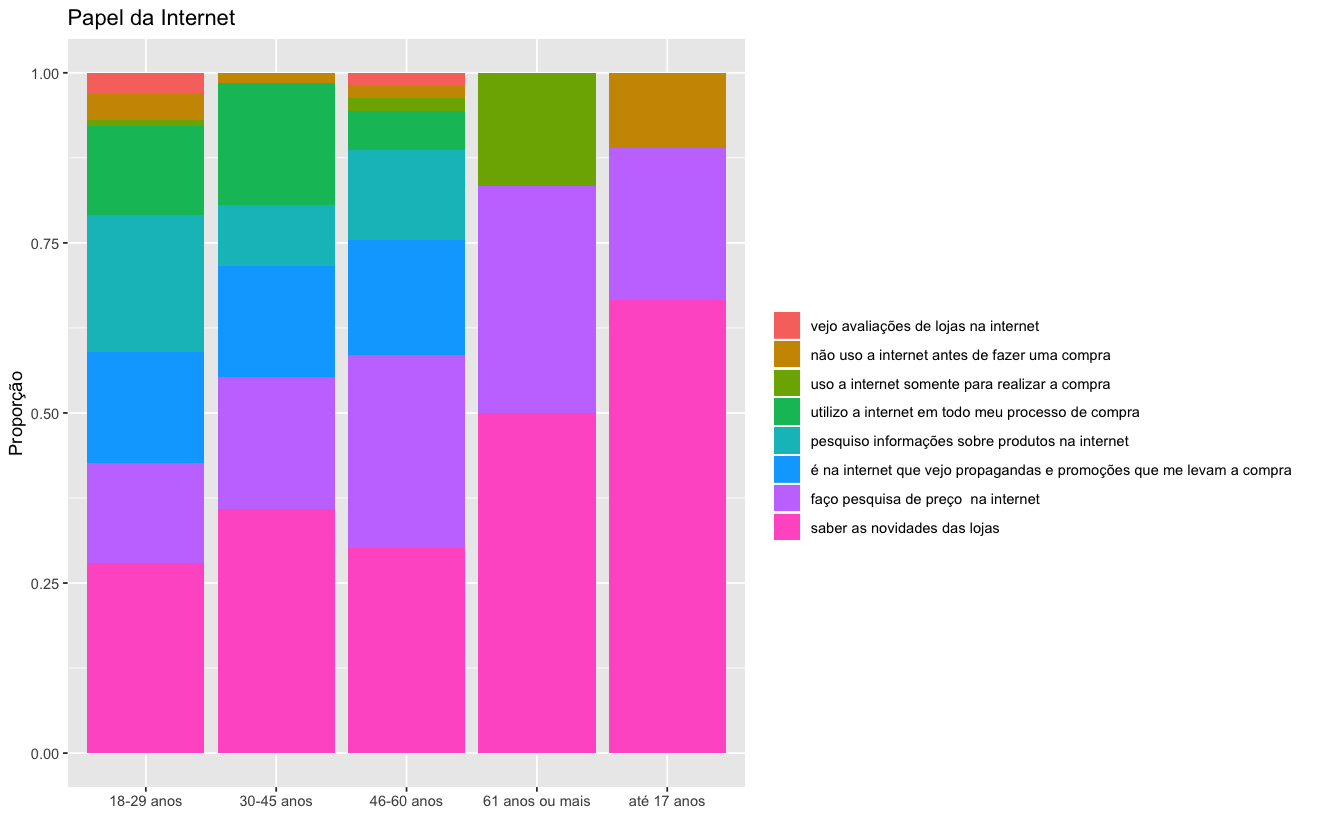 Papel da Internet
Proporção
1.00
0.75
0.50
0.25
0.00
18-29 anos
30-45 anos
46-60 anos
61 anos ou mais
até 17 anos
vejo avaliações de lojas na internet
não uso a internet antes de fazer uma compra
uso a internet somente para realizar a compra
utilizo a internet em todo meu processo de compra
pesquiso informações sobre produtos na internet
é na internet que vejo propagandas e promoções que me levam a compra
faço pesquisa de preço  na internet
saber as novidades das lojas